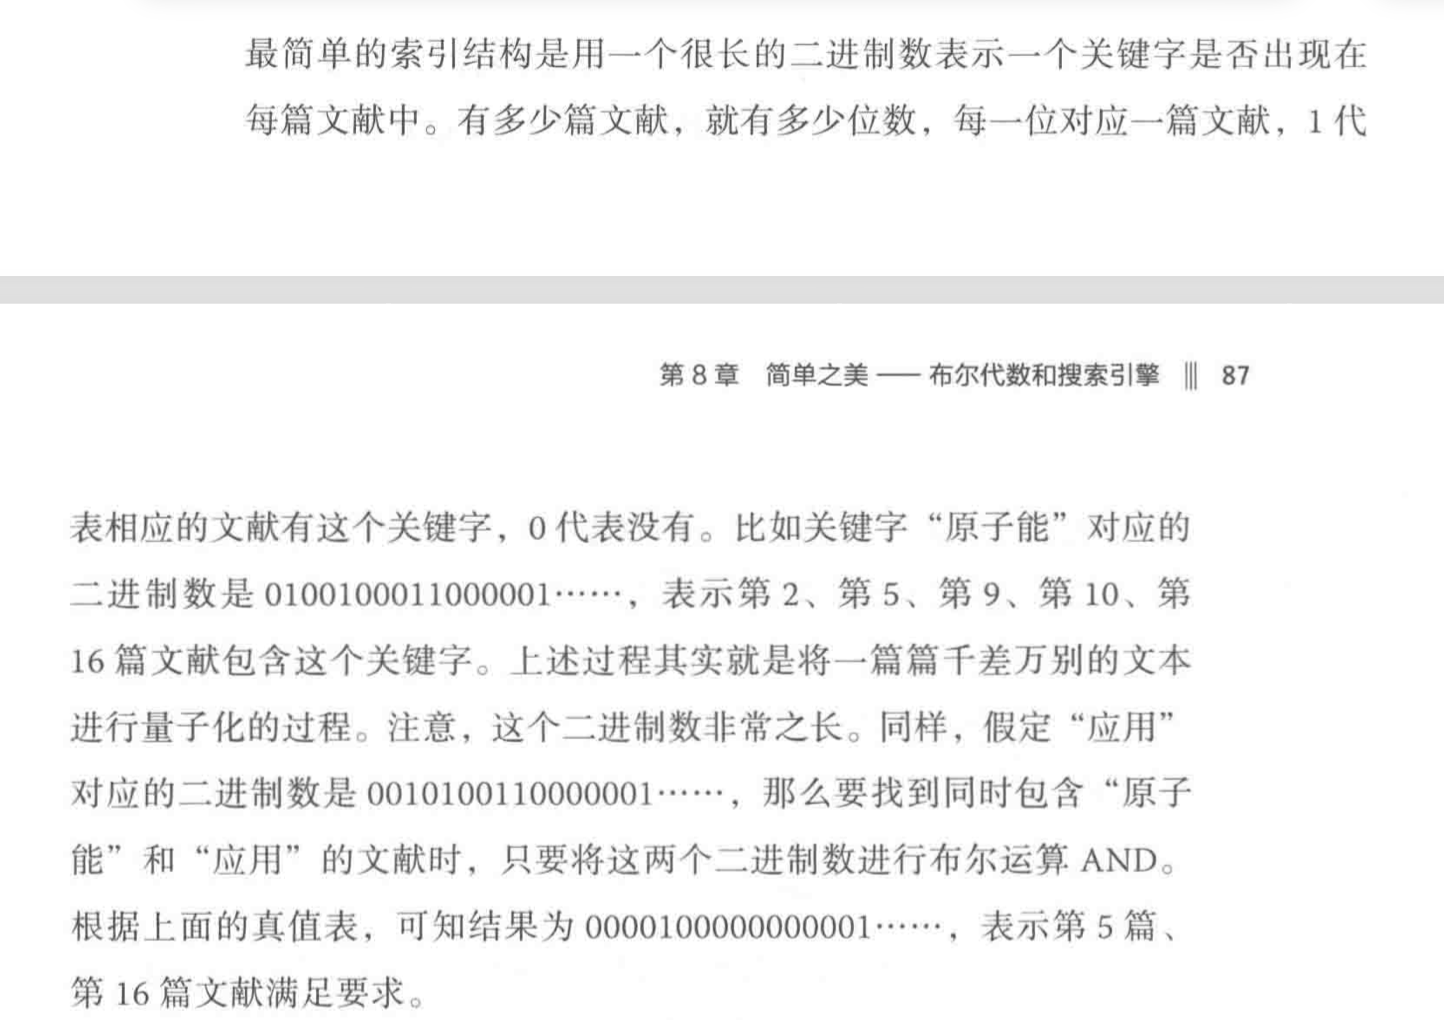 最简单的索引结构是用一个很长的二进制数表示一个关键字是否出现在
每篇文献中。有多少篇文献，就有多少位数，每一位对应一篇文献，1 代
第 8 章　简单之美 —— 布尔代数和搜索引擎 ||| 87
表相应的文献有这个关键字，0 代表没有。比如关键字“原子能”对应的
二进制数是 0100100011000001……，表示第 2、第 5、第 9、第 10、第
16 篇文献包含这个关键字。上述过程其实就是将一篇篇千差万别的文本
进行量子化的过程。注意，这个二进制数非常之长。同样，假定“应用”
对应的二进制数是 0010100110000001……，那么要找到同时包含“原子
能”和“应用”的文献时，只要将这两个二进制数进行布尔运算 AND。
根据上面的真值表，可知结果为 0000100000000001……，表示第 5 篇、
第 16 篇文献满足要求。